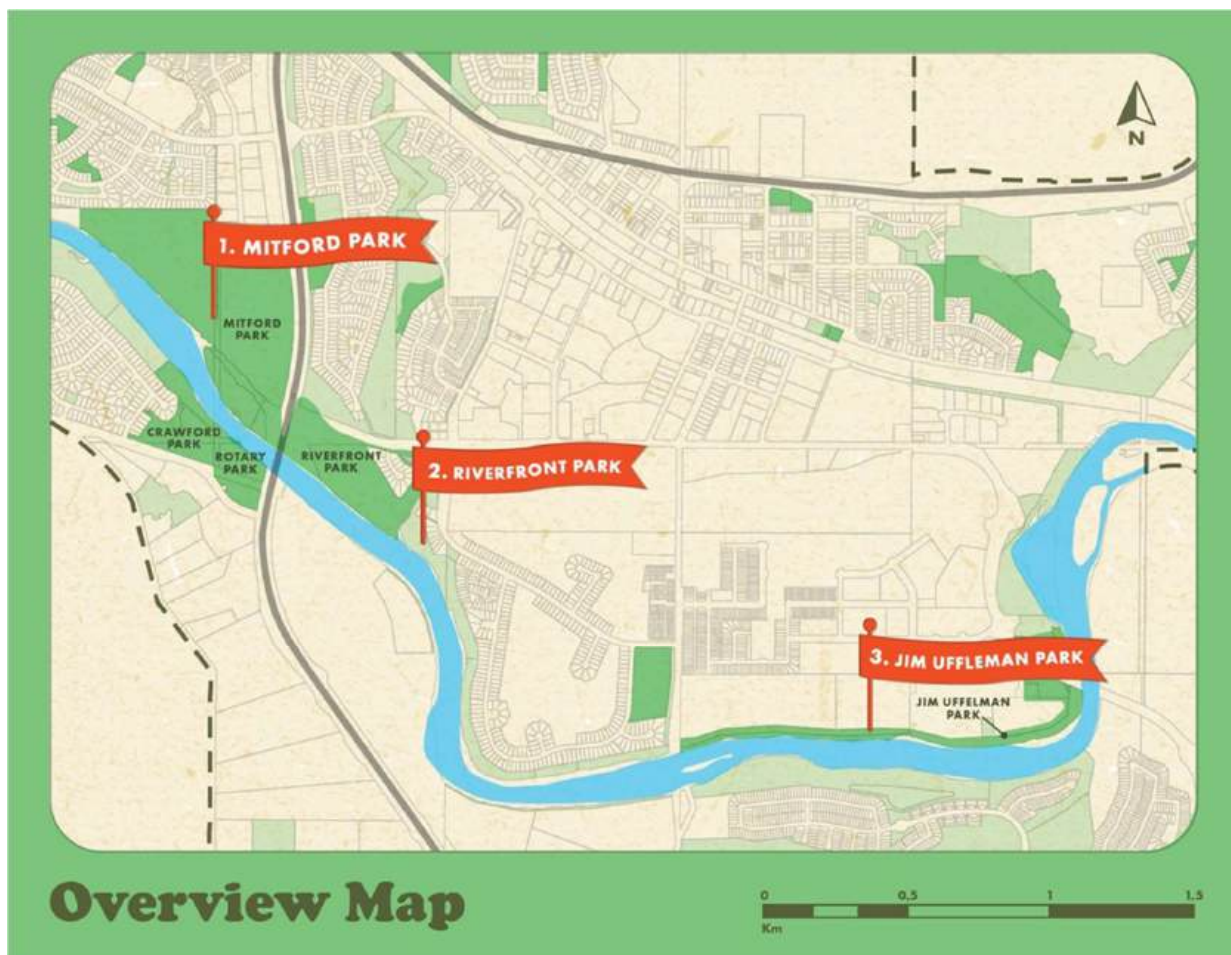 N
1. MITFORD PARK
MITFORD
PARK
CRAWFORD
PARK
ROTARY
PARK
RIVERFRONT
PARK
2. RIVERFRONT PARK
3. JIM UFFLEMAN PARK
JIM UFFELMAN
PARK
Overview Map
0 0.5 1 1.5
Km